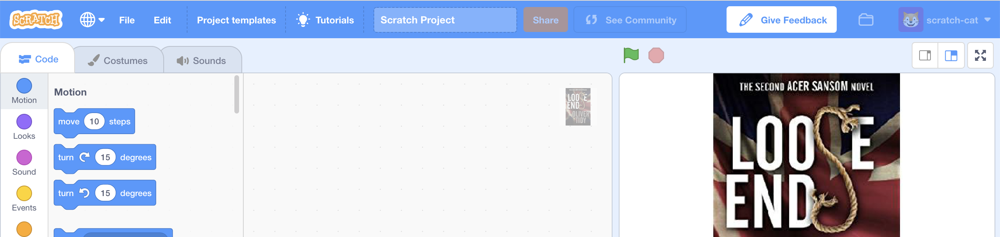 SCRATCH
File
Edit
Project templates
Tutorials
Scratch Project
Share
See Community
Give Feedback
scratch-cat
Code
Costumes
Sounds
Motion
Looks
Sound
Events
Motion
move 10 steps
turn 15 degrees
turn 15 degrees
LOOSE
END
OLIVER
TIDY
THE SECOND ACER SANSOM NOVEL
LOOSE
ENDS